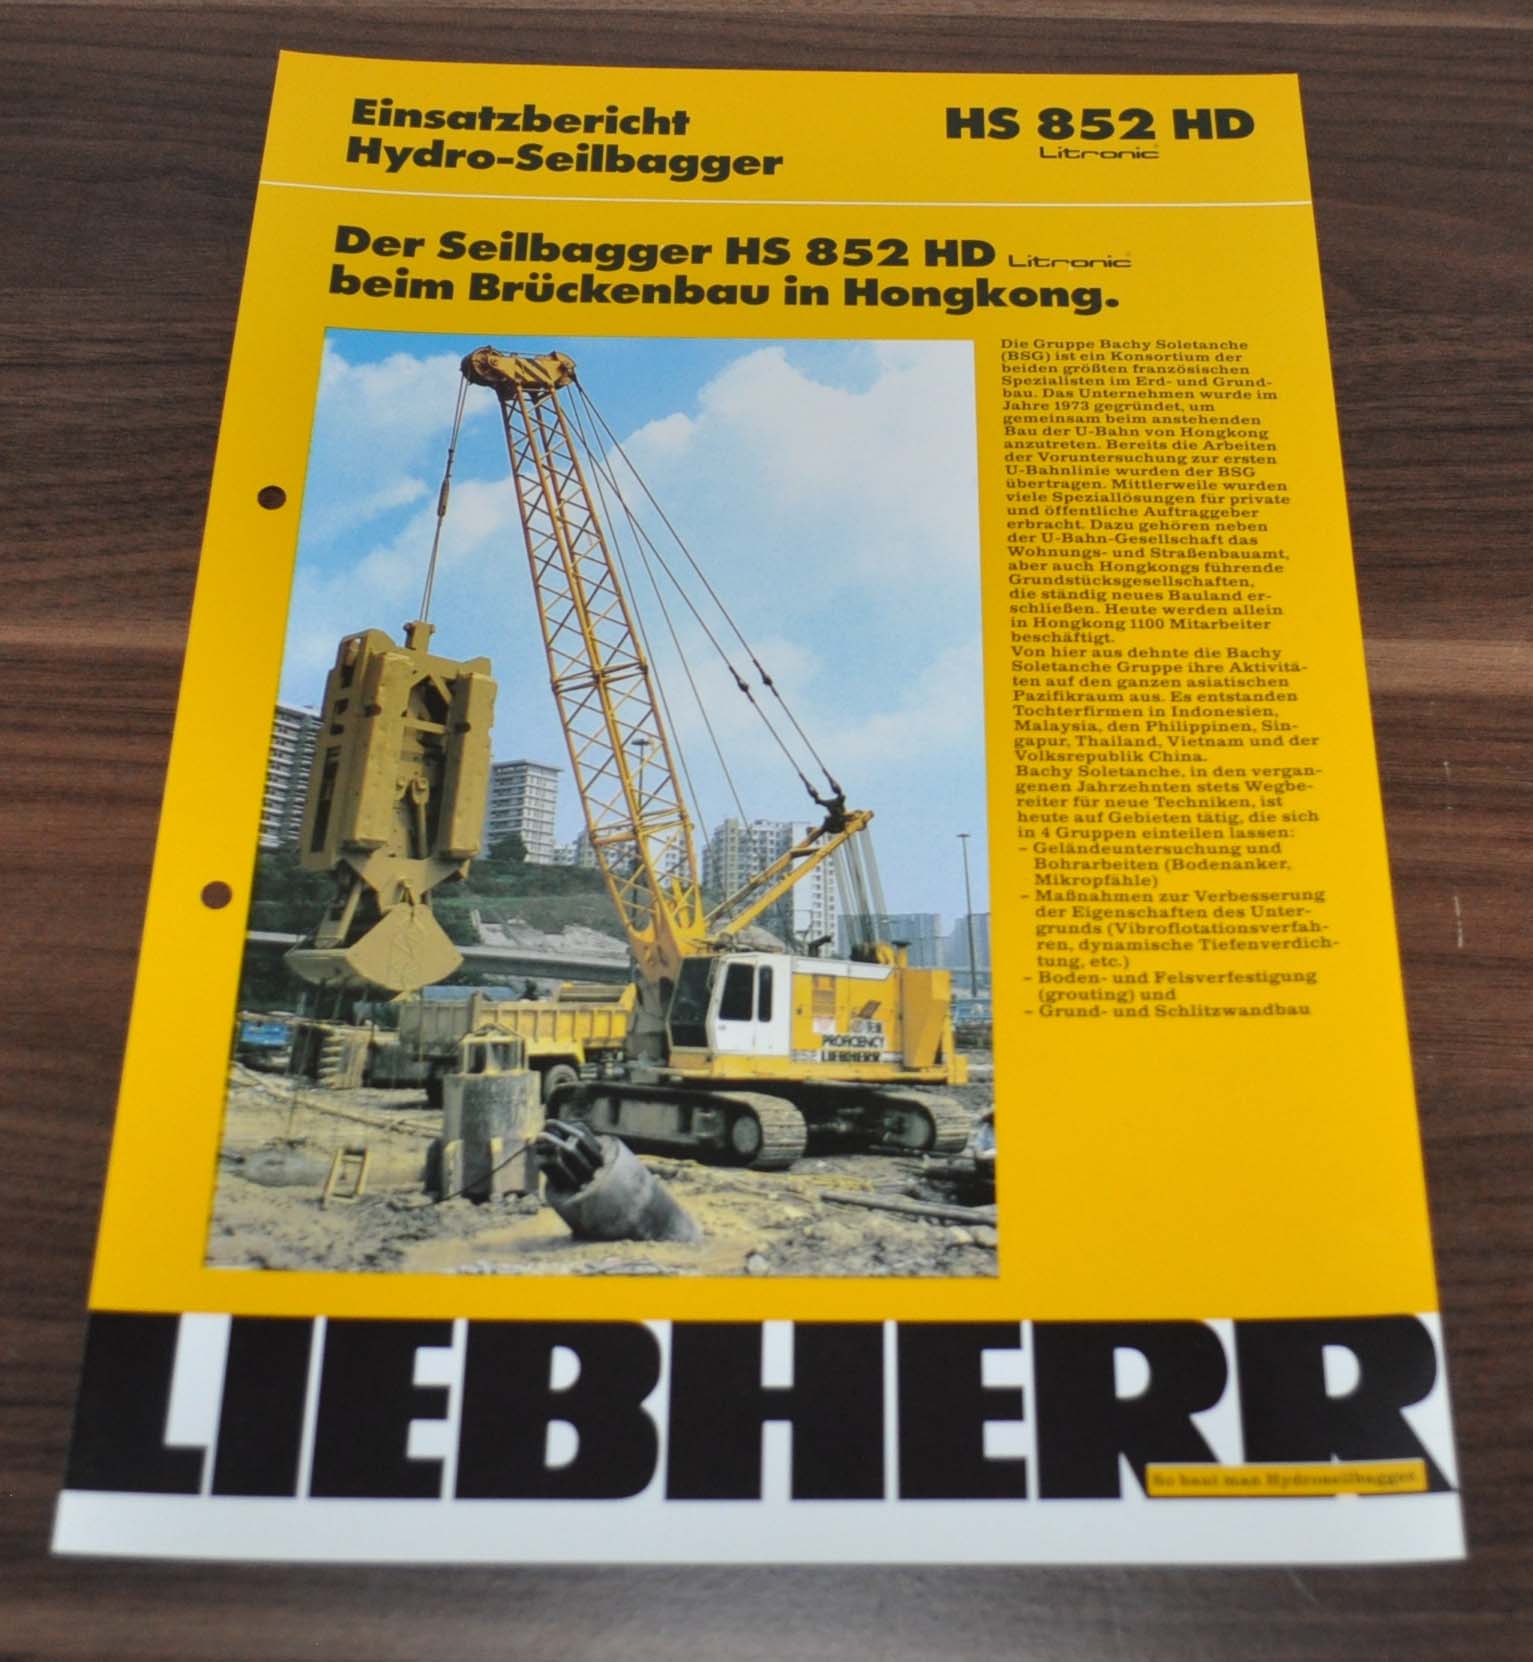 Einsatzbericht
Hydro-Seilbagger
HS 852 HD
Litronic®
Der Seilbagger HS 852 HD Litronic®
beim Brückenbau in Hongkong.
Die Gruppe Bachy Soletanche
(BSG) ist ein Konsortium der
beiden größten französischen
Spezialisten im Erd- und Grund-
bau. Das Unternehmen wurde im
Jahre 1973 gegründet, um
gemeinsam beim anstehenden
Bau der U-Bahn von Hongkong
anzutreten. Bereits die Arbeiten
der Voruntersuchung zur ersten
U-Bahnlinie wurden der BSG
übertragen. Mittlerweile wurden
viele Speziallösungen für private
und öffentliche Auftraggeber
erbracht. Dazu gehören neben
der U-Bahn-Gesellschaft das
Wohnungs- und Straßenbauamt,
aber auch Hongkongs führende
Grundstücksgesellschaften,
die ständig neues Bauland er-
schließen. Heute werden allein
in Hongkong 1100 Mitarbeiter
beschäftigt.
Von hier aus dehnte die Bachy
Soletanche Gruppe ihre Aktivitä-
ten auf den ganzen asiatischen
Pazifikraum aus. Es entstanden
Tochterfirmen in Indonesien,
Malaysia, den Philippinen, Sin-
gapur, Thailand, Vietnam und der
Volksrepublik China.
Bachy Soletanche, in den vergan-
genen Jahrzehnten stets Wegbe-
reiter für neue Techniken, ist
heute auf Gebieten tätig, die sich
in 4 Gruppen einteilen lassen:
- Geländeuntersuchung und
Bohrarbeiten (Bodenanker,
Mikropfähle)
- Maßnahmen zur Verbesserung
der Eigenschaften des Unter-
grunds (Vibroflotationsverfah-
ren, dynamische Tiefenverdich-
tung, etc.)
- Boden- und Felsverfestigung
(grouting) und
- Grund- und Schlitzwandbau
PROFICIENCY
LIEBHERR
LIEBHERR
So baut man Hydroseilbagger.